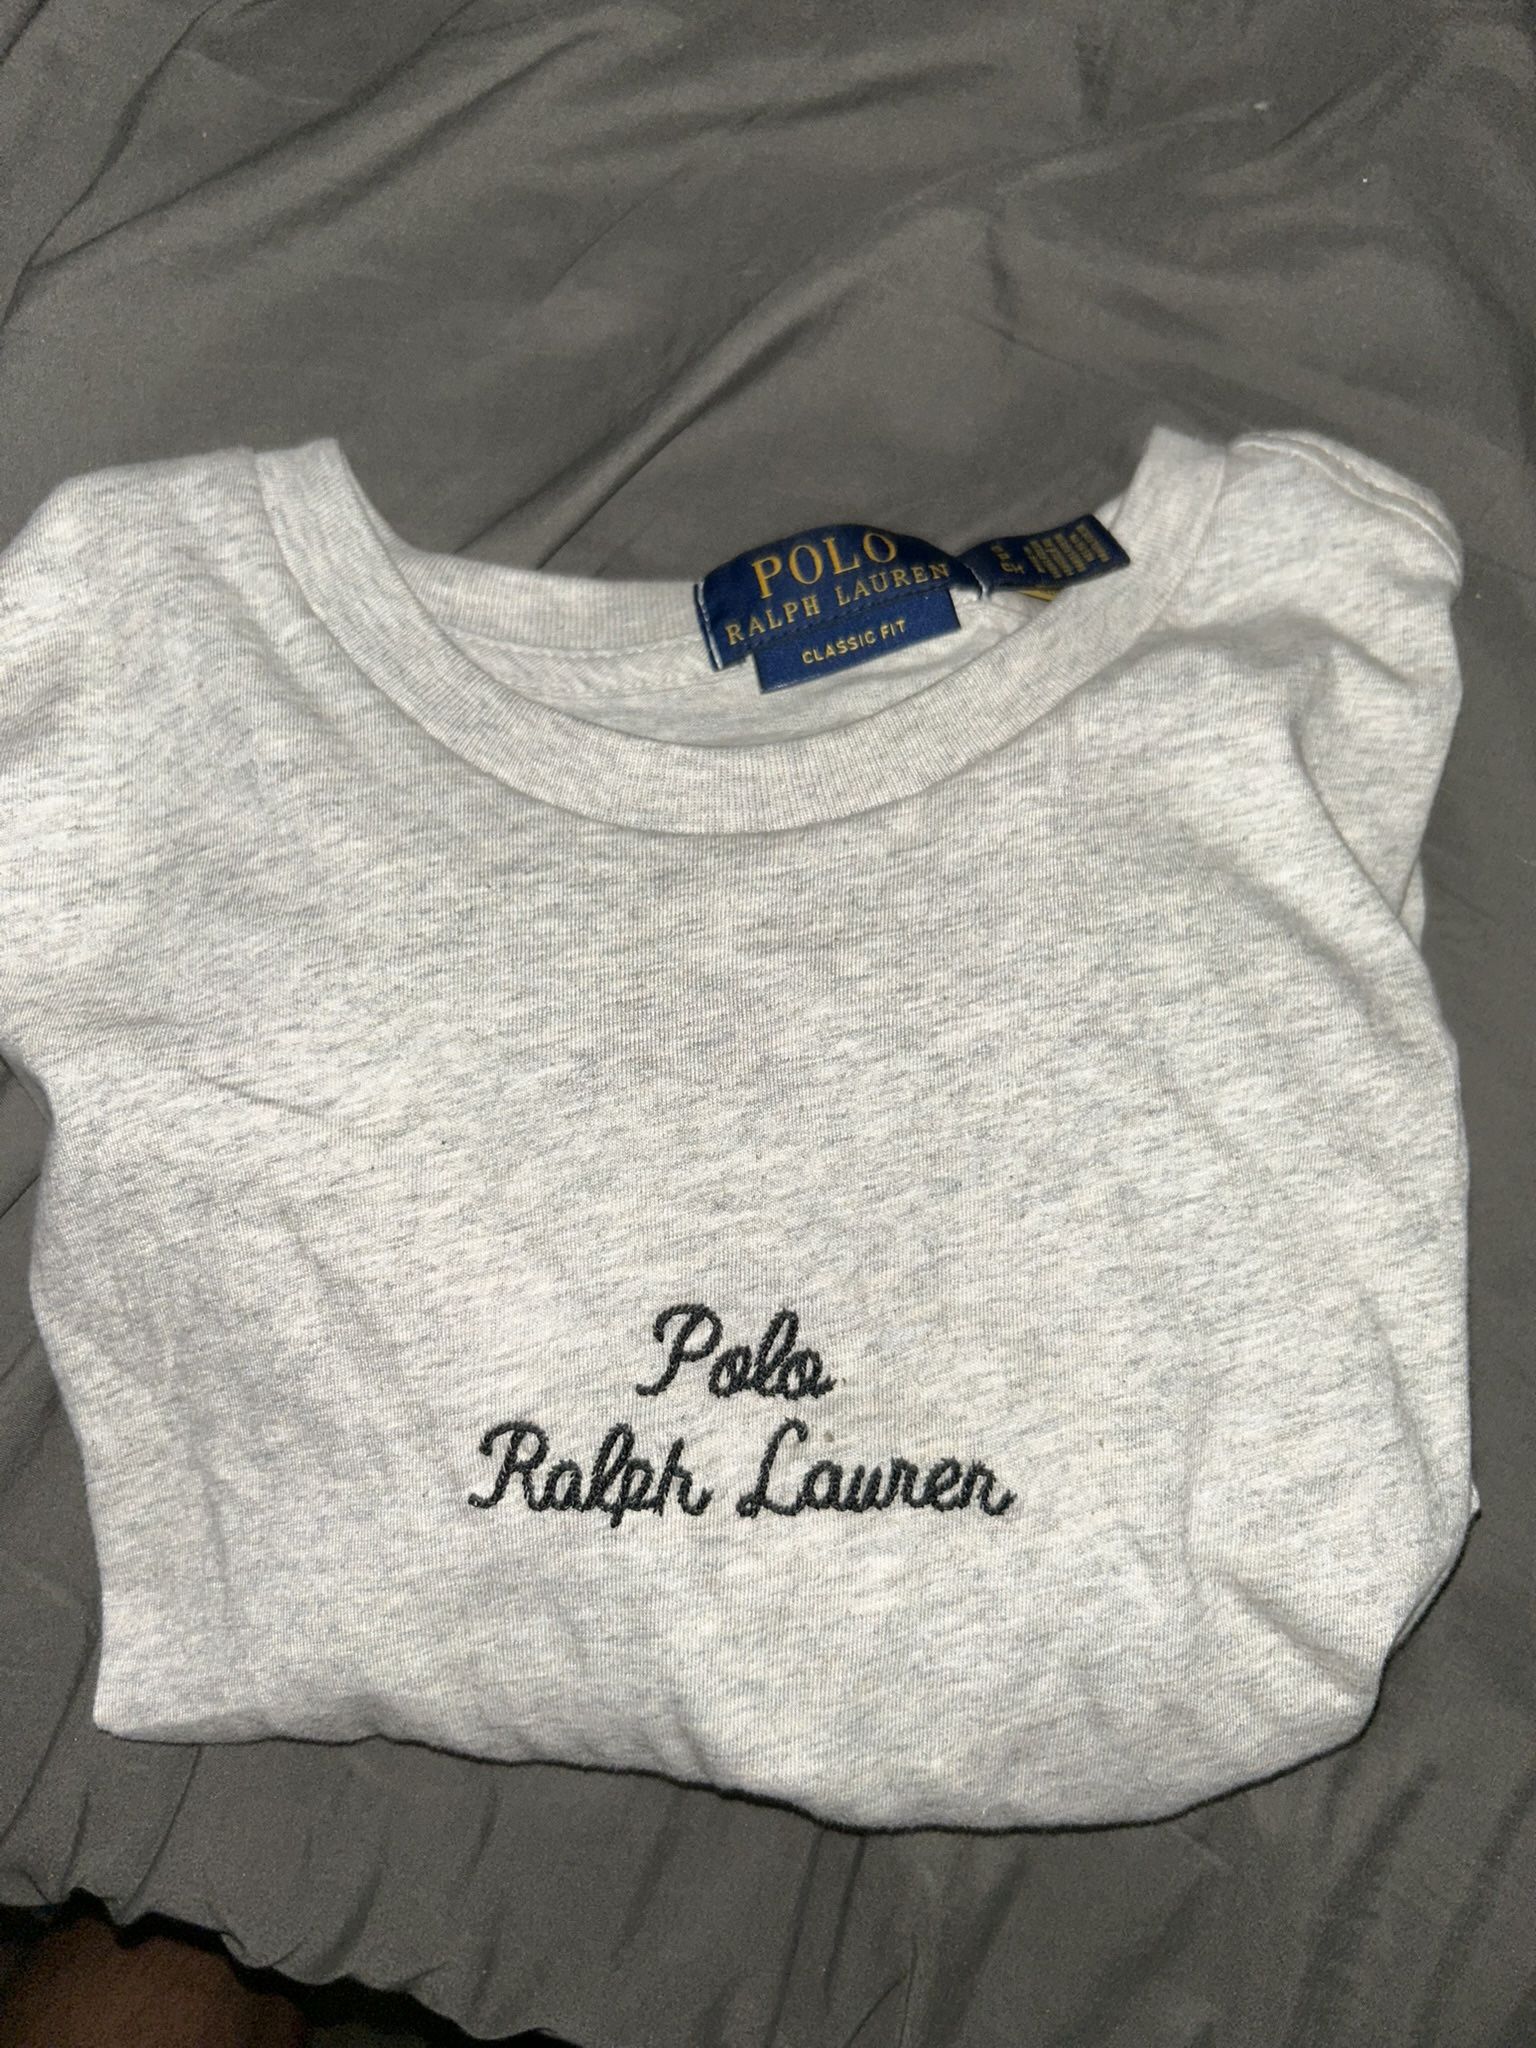 POLO
RALPH LAUREN
CLASSIC FIT
Polo
Ralph Lauren